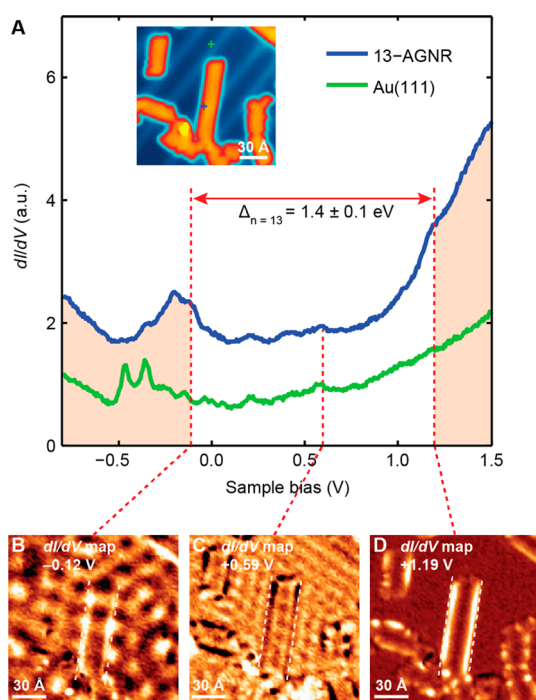 A
6
4
2
0
dI/dV (a.u.)
30 Å
13−AGNR
Au(111)
Δn = 13 = 1.4 ± 0.1 eV
−0.5
0.0
0.5
1.0
1.5
Sample bias (V)
B
dI/dV map
−0.12 V
30 Å
C
dI/dV map
+0.59 V
30 Å
D
dI/dV map
+1.19 V
30 Å